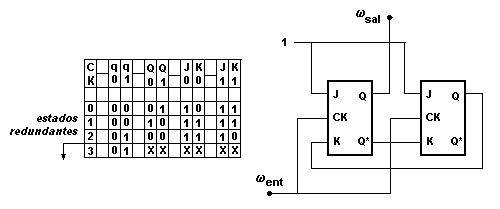 ω sal
1
C q q Q Q J K J K
K 0 1 0 1 0 0 1 1
0 0 0 0 1 1 0 1 1
1 0 0 1 0 1 1 1 1
2 0 1 0 0 1 1 1 0
3 0 1 X X X X X X
estados
redundantes
J Q
CK
K Q*
J Q
CK
K Q*
ω ent